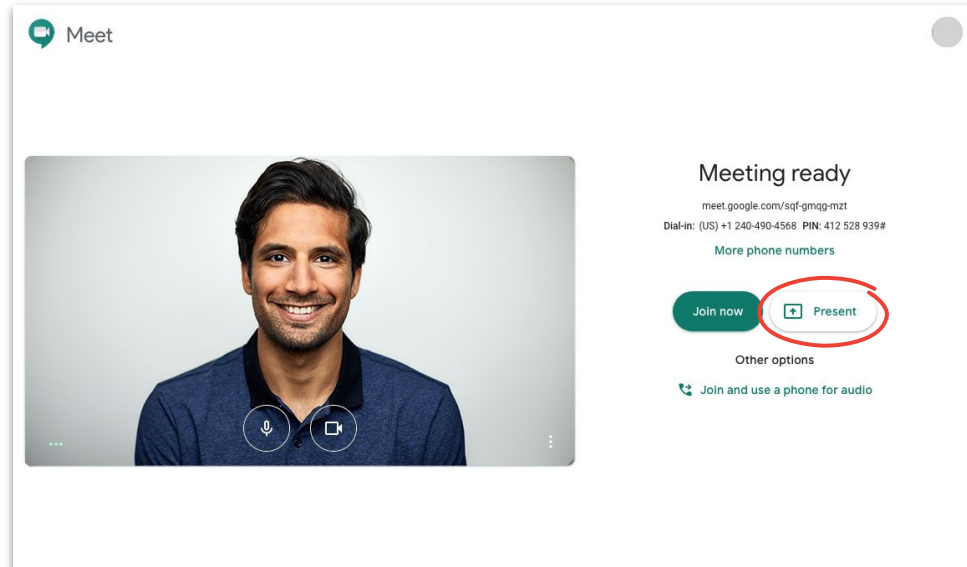 Meet
Meeting ready
meet.google.com/sqf-gmqg-mzt
Dial-in: (US) +1 240-490-4568 PIN: 412 528 939#
More phone numbers
Join now
Present
Other options
Join and use a phone for audio